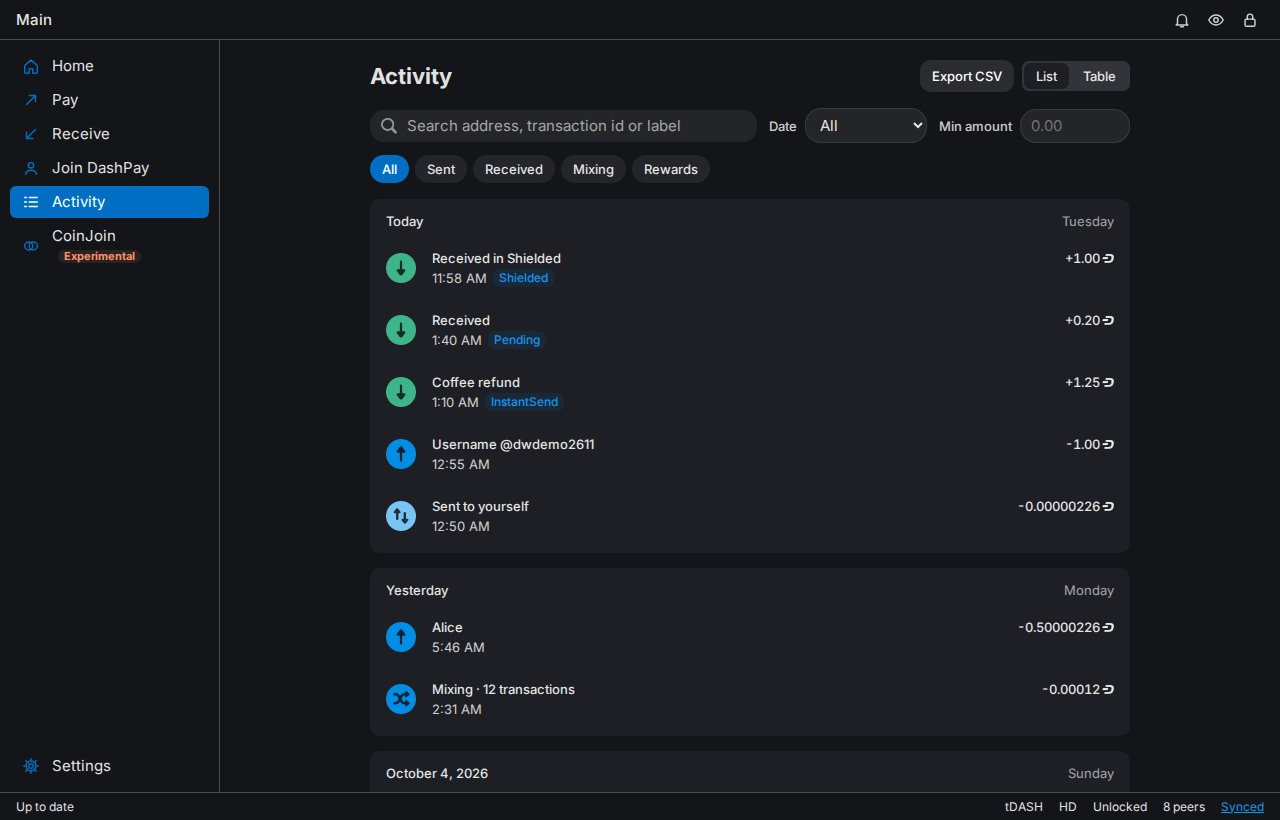 Main
Home
Pay
Receive
Join DashPay
Activity
CoinJoin
Experimental
Settings
Activity
Export CSV
List
Table
Search address, transaction id or label
Date
All
Min amount
0.00
All
Sent
Received
Mixing
Rewards
Today
Tuesday
Received in Shielded
+1.00
11:58 AM
Shielded
Received
+0.20
1:40 AM
Pending
Coffee refund
+1.25
1:10 AM
InstantSend
Username @dwdemo2611
-1.00
12:55 AM
Sent to yourself
-0.00000226
12:50 AM
Yesterday
Monday
Alice
-0.50000226
5:46 AM
Mixing · 12 transactions
-0.00012
2:31 AM
October 4, 2026
Sunday
Up to date
tDASH
HD
Unlocked
8 peers
Synced